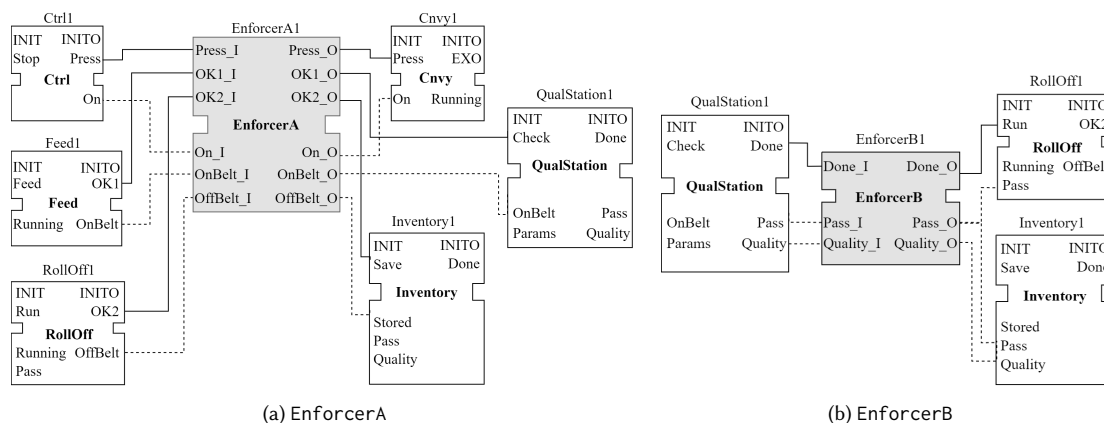 Ctrl1
INIT INITO
Stop Press
Ctrl
On
Feed1
INIT INITO
Feed OK1
Feed
Running OnBelt
RollOff1
INIT INITO
Run OK2
RollOff
Running OffBelt
Pass
EnforcerA1
Press_I Press_O
OK1_I OK1_O
OK2_I OK2_O
EnforcerA
On_I On_O
OnBelt_I OnBelt_O
OffBelt_I OffBelt_O
Cnvy1
INIT INITO
Press EXO
Cnvy
On Running
QualStation1
INIT INITO
Check Done
QualStation
OnBelt Pass
Params Quality
Inventory1
INIT INITO
Save Done
Inventory
Stored
Pass
Quality
(a) EnforcerA
QualStation1
INIT INITO
Check Done
QualStation
OnBelt Pass
Params Quality
EnforcerB1
Done_I Done_O
EnforcerB
Pass_I Pass_O
Quality_I Quality_O
RollOff1
INIT INITO
Run OK2
RollOff
Running OffBelt
Pass
Inventory1
INIT INITO
Save Done
Inventory
Stored
Pass
Quality
(b) EnforcerB